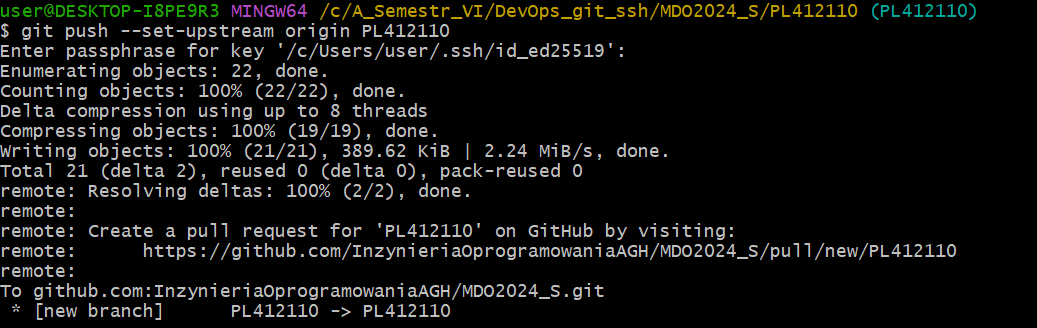 user@DESKTOP-I8PE9R3 MINGW64 /c/A_Semestr_VI/DevOps_git_ssh/MDO2024_S/PL412110 (PL412110)
$ git push --set-upstream origin PL412110
Enter passphrase for key '/c/Users/user/.ssh/id_ed25519':
Enumerating objects: 22, done.
Counting objects: 100% (22/22), done.
Delta compression using up to 8 threads
Compressing objects: 100% (19/19), done.
Writing objects: 100% (21/21), 389.62 KiB | 2.24 MiB/s, done.
Total 21 (delta 2), reused 0 (delta 0), pack-reused 0
remote: Resolving deltas: 100% (2/2), done.
remote:
remote: Create a pull request for 'PL412110' on GitHub by visiting:
remote:      https://github.com/InzynieriaOprogramowaniaAGH/MDO2024_S/pull/new/PL412110
remote:
To github.com:InzynieriaOprogramowaniaAGH/MDO2024_S.git
 * [new branch]      PL412110 -> PL412110